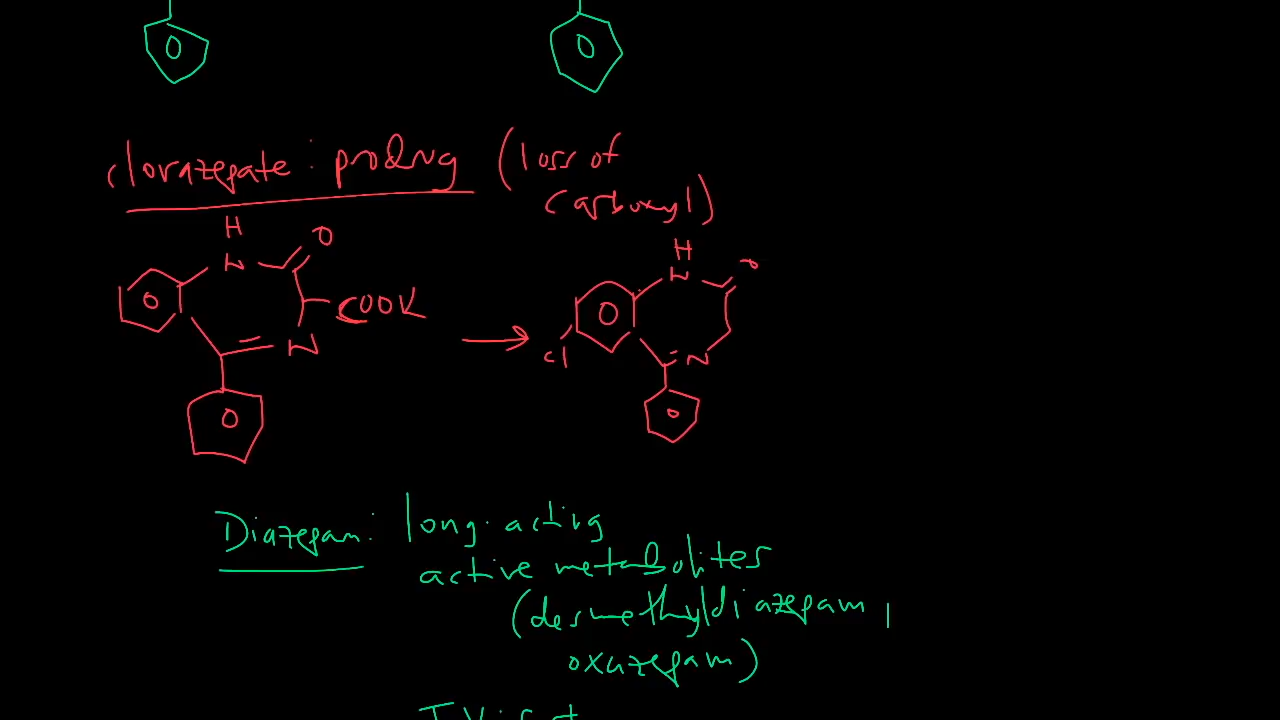 clorazepate : prodrug (loss of
carboxyl)
H
N
O
COOK
N
H
N
O
Cl
N
Diazepam : long-acting
active metabolites
(desmethyldiazepam,
oxazepam)